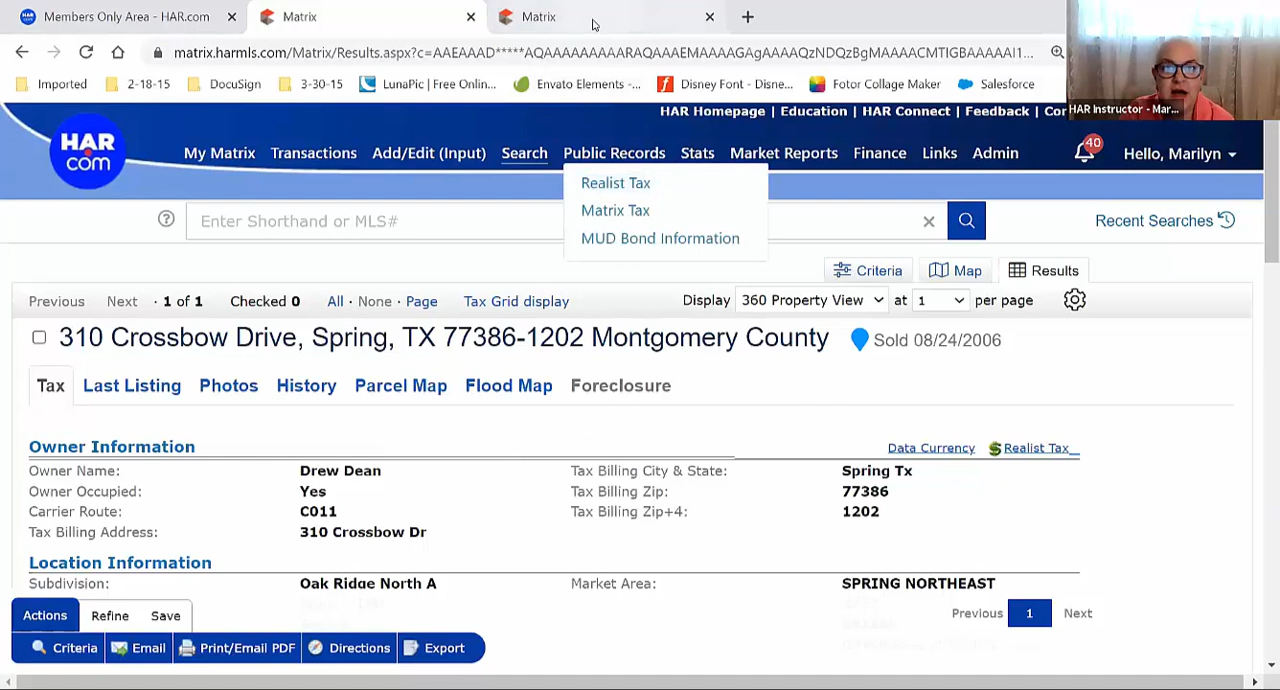 Members Only Area - HAR.com
Matrix
Matrix
matrix.harmls.com/Matrix/Results.aspx?c=AAEAAAD*****AQAAAAAAAAARAQAAAEMAAAAGAgAAAAQzNDQzBgMAAAACMTIGBAAAAAI1...
Imported
2-18-15
DocuSign
3-30-15
LunaPic | Free Onlin...
Envato Elements -...
Disney Font - Disne...
Fotor Collage Maker
Salesforce
HAR Instructor - Mar...
HAR Homepage | Education | HAR Connect | Feedback | Cor
HAR
com
My Matrix
Transactions
Add/Edit (Input)
Search
Public Records
Stats
Market Reports
Finance
Links
Admin
40
Hello, Marilyn
Realist Tax
Matrix Tax
MUD Bond Information
Enter Shorthand or MLS#
Recent Searches
Criteria
Map
Results
Previous Next · 1 of 1 Checked 0 All · None · Page Tax Grid display
Display 360 Property View at 1 per page
310 Crossbow Drive, Spring, TX 77386-1202 Montgomery County
Sold 08/24/2006
Tax Last Listing Photos History Parcel Map Flood Map Foreclosure
Owner Information
Data Currency
Realist Tax
Owner Name: Drew Dean Tax Billing City & State: Spring Tx
Owner Occupied: Yes Tax Billing Zip: 77386
Carrier Route: C011 Tax Billing Zip+4: 1202
Tax Billing Address: 310 Crossbow Dr
Location Information
Subdivision: Oak Ridge North A Market Area: SPRING NORTHEAST
Actions Refine Save
Previous 1 Next
Criteria Email Print/Email PDF Directions Export